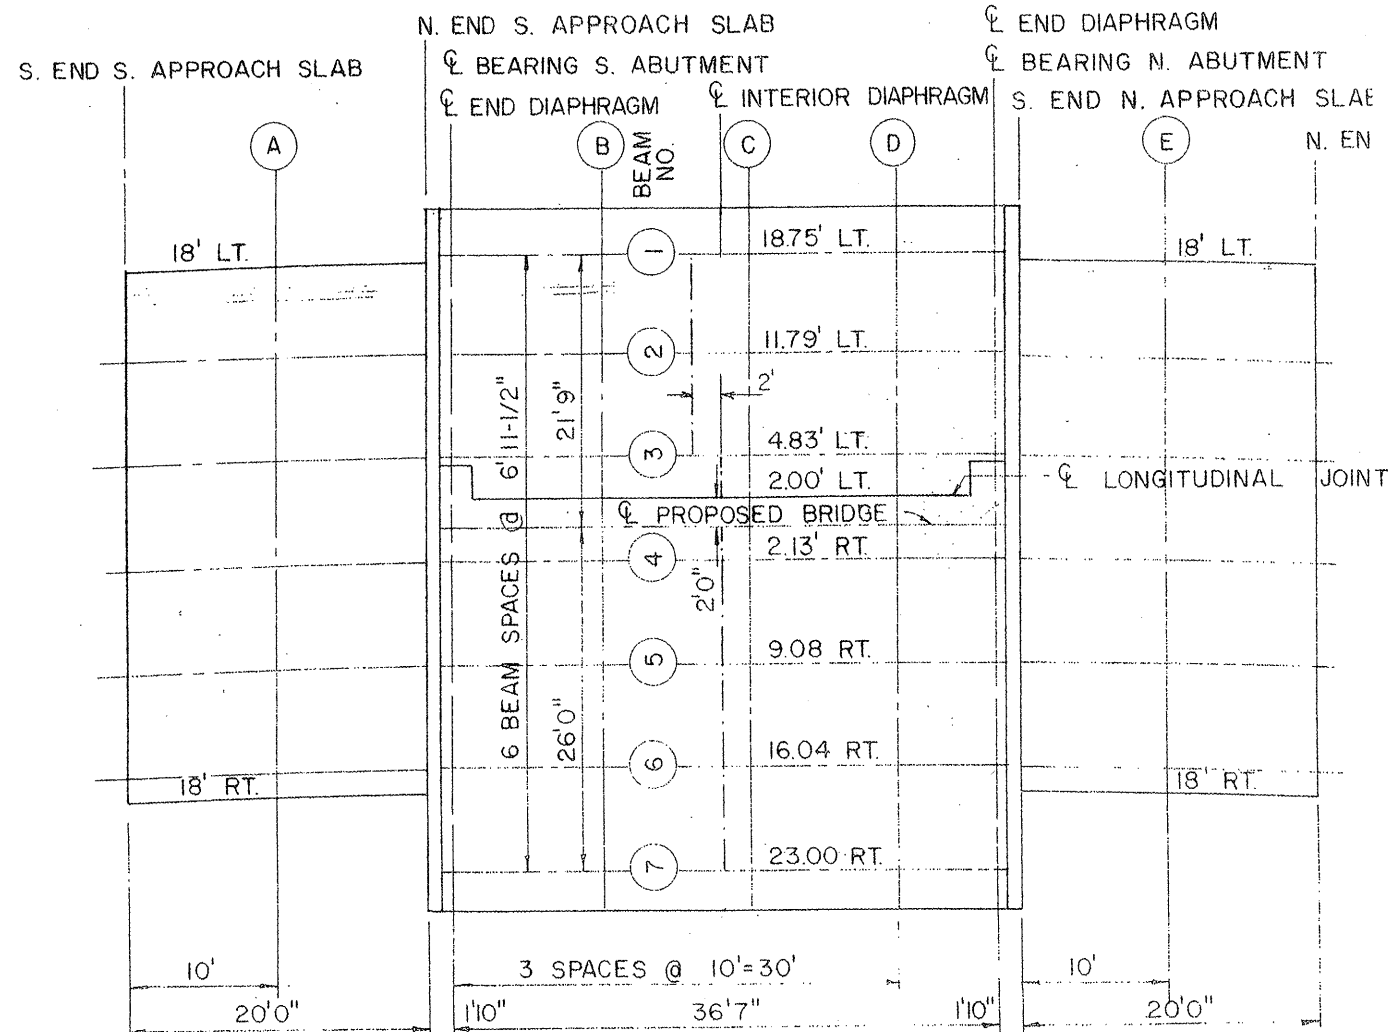 N. END S. APPROACH SLAB
℄ END DIAPHRAGM
S. END S. APPROACH SLAB
℄ BEARING S. ABUTMENT
℄ BEARING N. ABUTMENT
℄ END DIAPHRAGM
℄ INTERIOR DIAPHRAGM
S. END N. APPROACH SLAB
A
B
BEAM NO.
C
D
E
N. EN
18' LT.
1
18.75' LT.
18' LT.
2
11.79' LT.
6 BEAM SPACES @ 6' 11-1/2"
21'9"
2'
3
4.83' LT.
2.00' LT.
℄ LONGITUDINAL JOINT
℄ PROPOSED BRIDGE
4
2.13' RT.
2'0"
5
9.08 RT.
26'0"
6
16.04 RT.
18' RT.
18' RT.
7
23.00 RT.
10'
3 SPACES @ 10'=30'
10'
20'0"
1'10"
36'7"
1'10"
20'0"